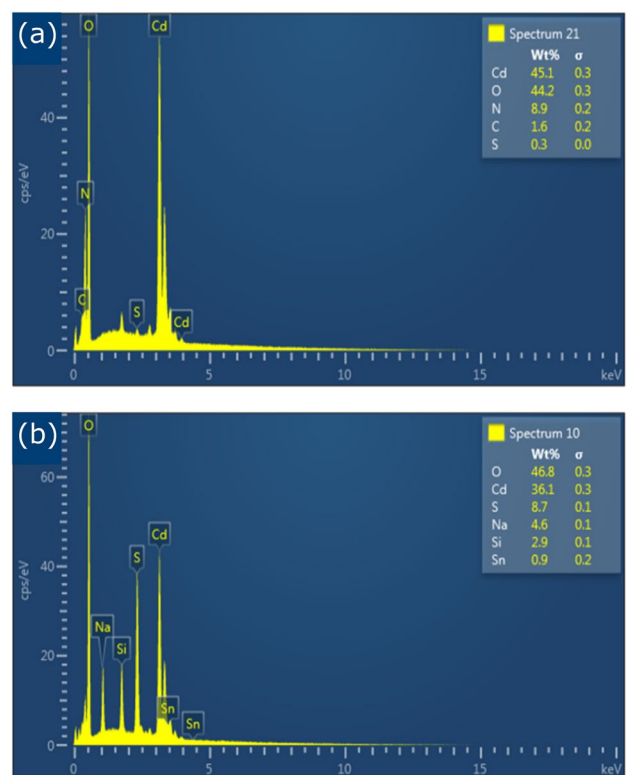 (a)
O
Cd
Spectrum 21
Wt% σ
Cd 45.1 0.3
O 44.2 0.3
N 8.9 0.2
C 1.6 0.2
S 0.3 0.0
40
cps/eV
N
20
C
S
Cd
0
0 5 10 15 keV
(b)
O
Spectrum 10
Wt% σ
O 46.8 0.3
Cd 36.1 0.3
S 8.7 0.1
Na 4.6 0.1
Si 2.9 0.1
Sn 0.9 0.2
60
cps/eV
Cd
S
40
Na
Si
20
Sn
Sn
0
0 5 10 15 keV